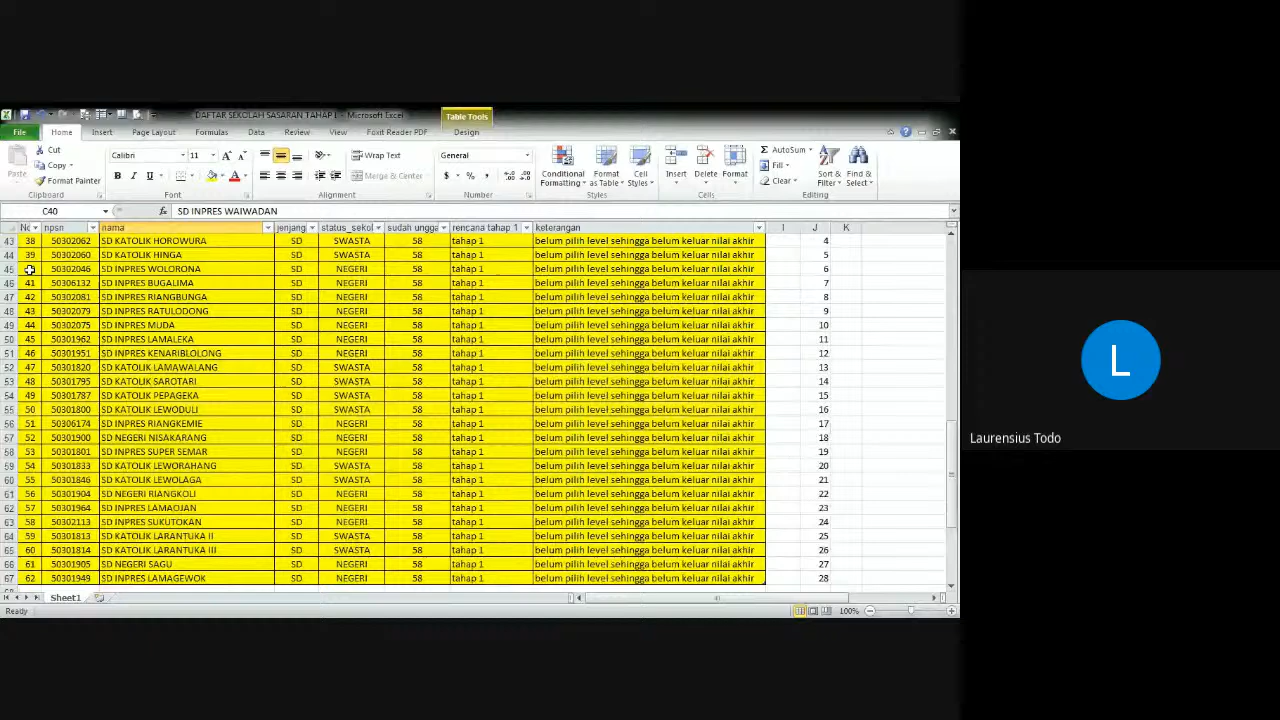 DAFTAR SEKOLAH SASARAN TAHAP I - Microsoft Excel
Table Tools
File Home Insert Page Layout Formulas Data Review View Foxit Reader PDF Design
Cut
Copy
Format Painter
Paste
Calibri 11
Wrap Text
Merge & Center
General
Conditional Formatting
Format as Table
Cell Styles
Insert Delete Format
AutoSum
Fill
Clear
Sort & Filter
Find & Select
Clipboard Font Alignment Number Styles Cells Editing
C40 SD INPRES WAIWADAN
No npsn nama jenjang status_sekol sudah ungga rencana tahap 1 keterangan I J K
43 38 50302062 SD KATOLIK HOROWURA SD SWASTA 58 tahap 1 belum pilih level sehingga belum keluar nilai akhir 4
44 39 50302060 SD KATOLIK HINGA SD SWASTA 58 tahap 1 belum pilih level sehingga belum keluar nilai akhir 5
45 50302046 SD INPRES WOLORONA SD NEGERI 58 tahap 1 belum pilih level sehingga belum keluar nilai akhir 6
46 41 50306132 SD INPRES BUGALIMA SD NEGERI 58 tahap 1 belum pilih level sehingga belum keluar nilai akhir 7
47 42 50302081 SD INPRES RIANGBUNGA SD NEGERI 58 tahap 1 belum pilih level sehingga belum keluar nilai akhir 8
48 43 50302079 SD INPRES RATULODONG SD NEGERI 58 tahap 1 belum pilih level sehingga belum keluar nilai akhir 9
49 44 50302075 SD INPRES MUDA SD NEGERI 58 tahap 1 belum pilih level sehingga belum keluar nilai akhir 10
50 45 50301962 SD INPRES LAMALEKA SD NEGERI 58 tahap 1 belum pilih level sehingga belum keluar nilai akhir 11
51 46 50301951 SD INPRES KENARIBLOLONG SD NEGERI 58 tahap 1 belum pilih level sehingga belum keluar nilai akhir 12
52 47 50301820 SD KATOLIK LAMAWALANG SD SWASTA 58 tahap 1 belum pilih level sehingga belum keluar nilai akhir 13
53 48 50301795 SD KATOLIK SAROTARI SD SWASTA 58 tahap 1 belum pilih level sehingga belum keluar nilai akhir 14
54 49 50301787 SD KATOLIK PEPAGEKA SD SWASTA 58 tahap 1 belum pilih level sehingga belum keluar nilai akhir 15
55 50 50301800 SD KATOLIK LEWODULI SD SWASTA 58 tahap 1 belum pilih level sehingga belum keluar nilai akhir 16
56 51 50306174 SD INPRES RIANGKEMIE SD NEGERI 58 tahap 1 belum pilih level sehingga belum keluar nilai akhir 17
57 52 50301900 SD NEGERI NISAKARANG SD NEGERI 58 tahap 1 belum pilih level sehingga belum keluar nilai akhir 18
58 53 50301801 SD INPRES SUPER SEMAR SD NEGERI 58 tahap 1 belum pilih level sehingga belum keluar nilai akhir 19
59 54 50301833 SD KATOLIK LEWORAHANG SD SWASTA 58 tahap 1 belum pilih level sehingga belum keluar nilai akhir 20
60 55 50301846 SD KATOLIK LEWOLAGA SD SWASTA 58 tahap 1 belum pilih level sehingga belum keluar nilai akhir 21
61 56 50301904 SD NEGERI RIANGKOLI SD NEGERI 58 tahap 1 belum pilih level sehingga belum keluar nilai akhir 22
62 57 50301964 SD INPRES LAMAOJAN SD NEGERI 58 tahap 1 belum pilih level sehingga belum keluar nilai akhir 23
63 58 50302113 SD INPRES SUKUTOKAN SD NEGERI 58 tahap 1 belum pilih level sehingga belum keluar nilai akhir 24
64 59 50301813 SD KATOLIK LARANTUKA II SD SWASTA 58 tahap 1 belum pilih level sehingga belum keluar nilai akhir 25
65 60 50301814 SD KATOLIK LARANTUKA III SD SWASTA 58 tahap 1 belum pilih level sehingga belum keluar nilai akhir 26
66 61 50301905 SD NEGERI SAGU SD NEGERI 58 tahap 1 belum pilih level sehingga belum keluar nilai akhir 27
67 62 50301949 SD INPRES LAMAGEWOK SD NEGERI 58 tahap 1 belum pilih level sehingga belum keluar nilai akhir 28
Sheet1
Ready 100%
L
Laurensius Todo